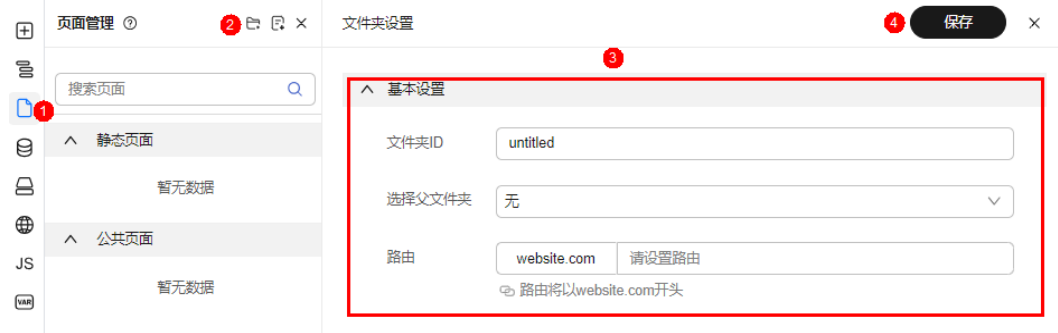 页面管理
2
文件夹设置
4
保存
3
搜索页面
基本设置
1
静态页面
文件夹ID
untitled
暂无数据
选择父文件夹
无
公共页面
路由
website.com
请设置路由
JS
暂无数据
路由将以website.com开头
VAR